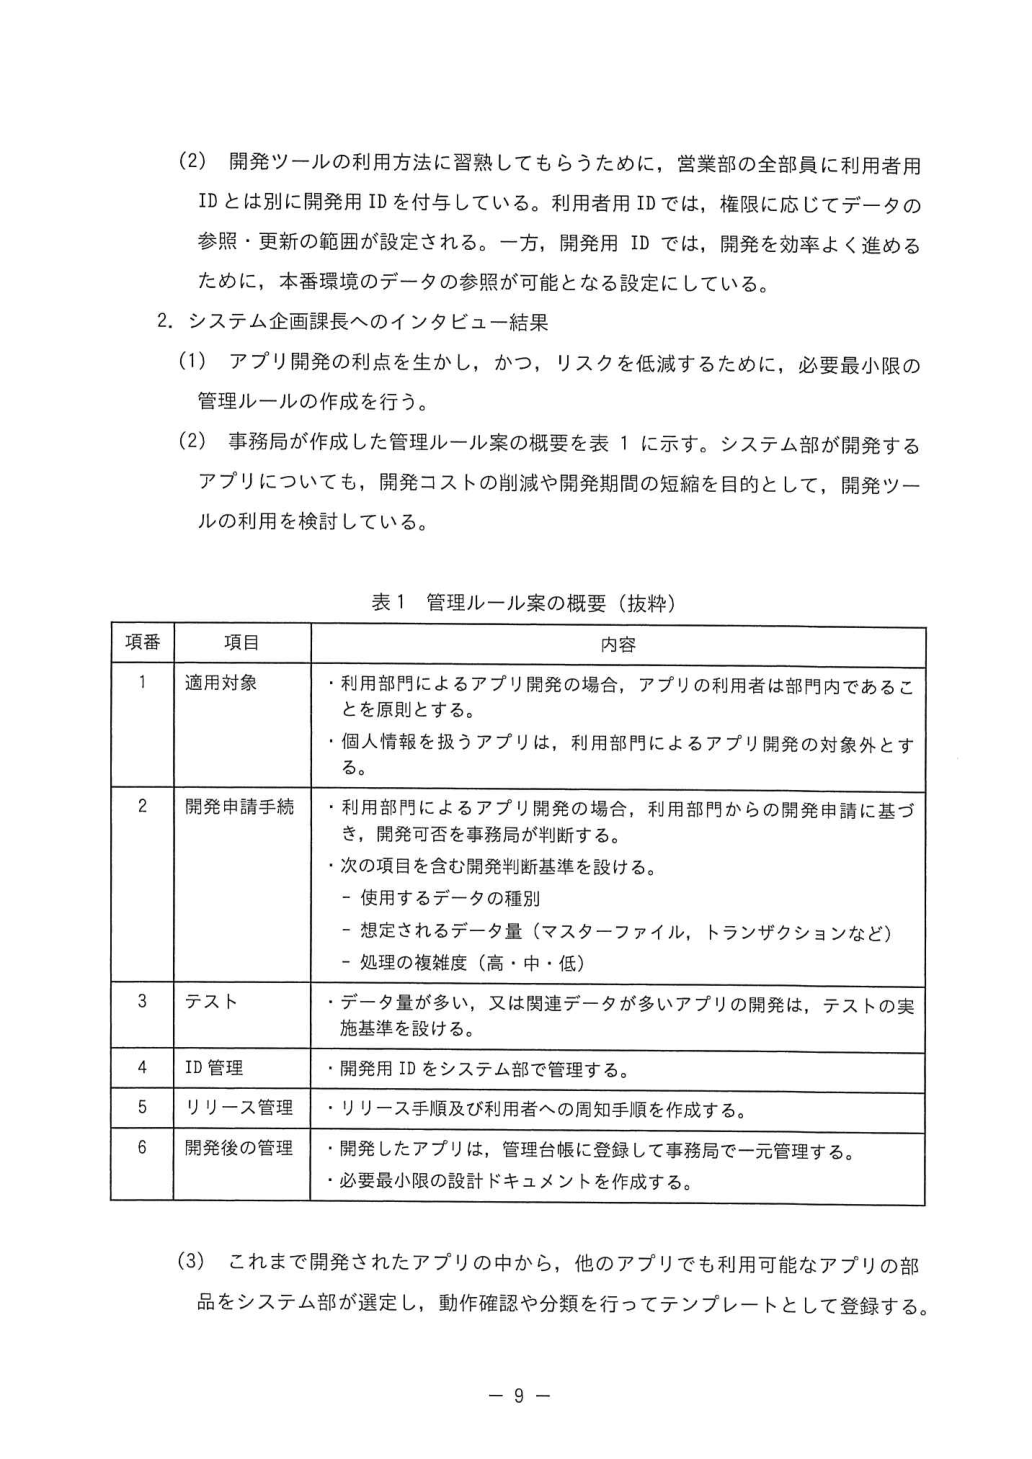 (2) 開発ツールの利用方法に習熟してもらうために，営業部の全部員に利用者用
IDとは別に開発用IDを付与している。利用者用IDでは，権限に応じてデータの
参照・更新の範囲が設定される。一方，開発用 ID では，開発を効率よく進める
ために，本番環境のデータの参照が可能となる設定にしている。
2. システム企画課長へのインタビュー結果
(1) アプリ開発の利点を生かし，かつ，リスクを低減するために，必要最小限の
管理ルールの作成を行う。
(2) 事務局が作成した管理ルール案の概要を表 1 に示す。システム部が開発する
アプリについても，開発コストの削減や開発期間の短縮を目的として，開発ツー
ルの利用を検討している。
表1 管理ルール案の概要（抜粋）
項番 項目 内容
1 適用対象 ・利用部門によるアプリ開発の場合，アプリの利用者は部門内であるこ
とを原則とする。
・個人情報を扱うアプリは，利用部門によるアプリ開発の対象外とす
る。
2 開発申請手続 ・利用部門によるアプリ開発の場合，利用部門からの開発申請に基づ
き，開発可否を事務局が判断する。
・次の項目を含む開発判断基準を設ける。
- 使用するデータの種別
- 想定されるデータ量（マスターファイル，トランザクションなど）
- 処理の複雑度（高・中・低）
3 テスト ・データ量が多い，又は関連データが多いアプリの開発は，テストの実
施基準を設ける。
4 ID管理 ・開発用 ID をシステム部で管理する。
5 リリース管理 ・リリース手順及び利用者への周知手順を作成する。
6 開発後の管理 ・開発したアプリは，管理台帳に登録して事務局で一元管理する。
・必要最小限の設計ドキュメントを作成する。
(3) これまで開発されたアプリの中から，他のアプリでも利用可能なアプリの部
品をシステム部が選定し，動作確認や分類を行ってテンプレートとして登録する。
－ 9 －